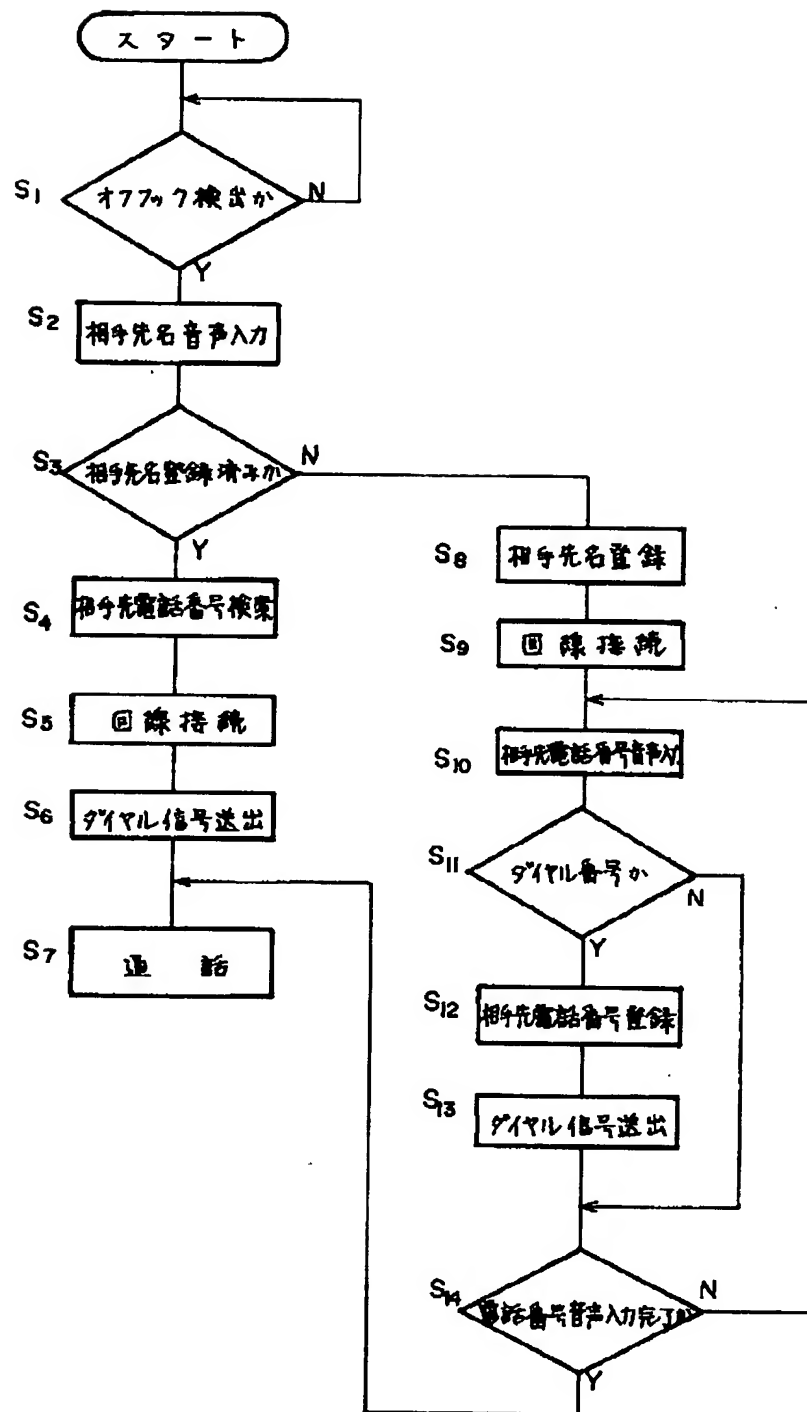 スタート
S1
オフフック検出か
N
Y
S2
相手先名音声入力
S3
相手先名登録済みか
N
Y
S4
相手先電話番号検索
S5
回線接続
S6
ダイヤル信号送出
S7
通話
S8
相手先名登録
S9
回線接続
S10
相手先電話番号音声入力
S11
ダイヤル番号か
N
Y
S12
相手先電話番号登録
S13
ダイヤル信号送出
S14
電話番号音声入力完了か
N
Y